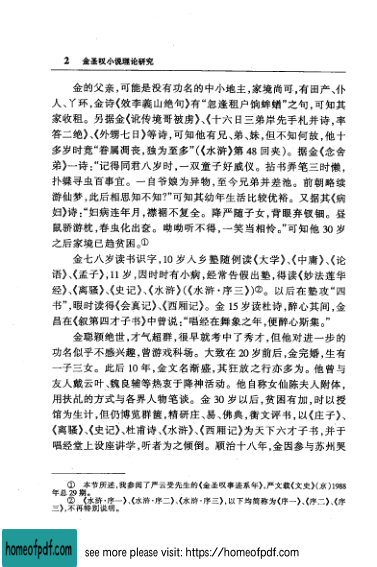 2 金圣叹小说理论研究
金的父亲,可能是没有功名的中小地主,家境尚可,有田产、仆
人、丫环,金诗《效李義山绝句》有“忽逢租户饷蝉蝤”之句,可知其
家收租。另据金《讹传境哥被虏》、《十六日三弟岸先手札并诗,率
答二绝》、《外甥七日》等诗,可知他有兄、弟、妹,但不知何故,他十
多岁时竟“眷属凋丧,独为至多”(《水浒》第48回夹)。据金《念舍
弟》一诗:“记得同君八岁时,一双童子好威仪。拈书弄笔三时懒,
扑蝶寻虫百事宜。一自爷娘为异物,至今兄弟并差池。前朝略续
游仙梦,此后相思知不知?”可知其幼年生活比较优裕。又据其《病
妇》诗:“妇病连年月,襟裾不复全。降严随子女,背眼弃钗钿。昼
鼠骄游枕,春虫化出奁。呦呦听不得,一笑当相怜。”可知他30岁
之后家境已趋贫困。①
金七八岁读书识字,10岁入乡塾随例读《大学》、《中庸》、《论
语》、《孟子》,11岁,因时时有小病,经常告假出塾,得读《妙法莲华
经》、《离骚》、《史记》、《水浒》(《水浒·序三》)②。以后在塾攻“四
书”,暇时读得《会真记》、《西厢记》。金15岁读杜诗,醉心其间,金
昌在《叙第四才子书》中曾说:“唱经在舞象之年,便醉心斯集。”
金聪颖绝世,才气超群,很早就考中了秀才,但他对进一步的
功名似乎不感兴趣,曾游戏科场。大致在20岁前后,金完婚,生有
一子三女。此后10年,金文名渐盛,其狂放之行亦多为。他曾与
友人戴云叶、魏良辅等热衷于降神活动。他自称女仙陈夫人附体,
用扶乩的方式与各界人物笔谈。金30岁以后,贫困有加,时以授
馆为生计,但仍博览群籍,精研庄、易、佛典,衡文评书,以《庄子》、
《离骚》、《史记》、杜甫诗、《水浒》、《西厢记》为天下六才子书,并于
唱经堂上设座讲学,听者为之倾倒。顺治十八年,金因参与苏州哭
① 本节所述,我参阅了严云受先生的《金圣叹事迹系年》,严文载《文史》(京)1988
年总29期。
② 《水浒·序一》、《水浒·序二》、《水浒·序三》,以下均简称为《序一》、《序二》、《序
三》,不再特别说明。
homeofpdf.com
see more please visit: https://homeofpdf.com